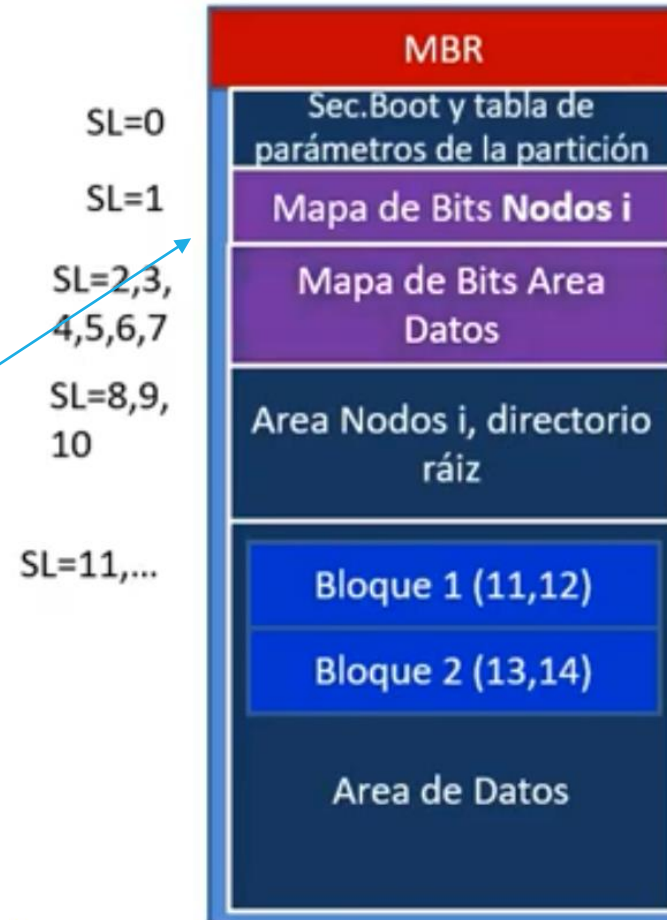 MBR
SL=0
Sec.Boot y tabla de
parámetros de la partición
SL=1
Mapa de Bits Nodos i
SL=2,3,
4,5,6,7
Mapa de Bits Area
Datos
SL=8,9,
10
Area Nodos i, directorio
ráiz
SL=11,...
Bloque 1 (11,12)
Bloque 2 (13,14)
Area de Datos